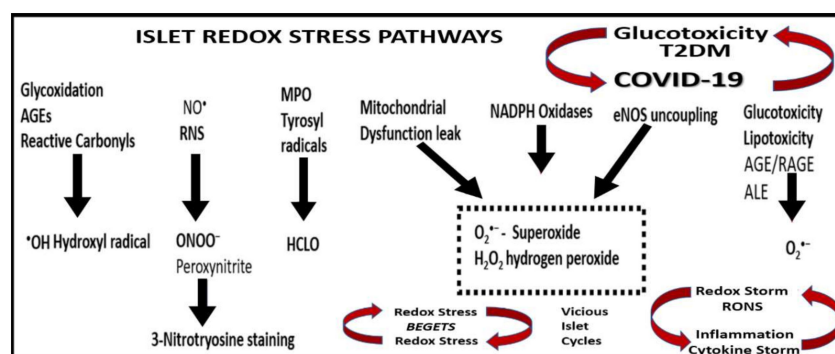 ISLET REDOX STRESS PATHWAYS
Glucotoxicity
T2DM
COVID-19
Glycoxidation
AGEs
Reactive Carbonyls
•OH Hydroxyl radical
NO•
RNS
ONOO⁻
Peroxynitrite
3-Nitrotryosine staining
MPO
Tyrosyl
radicals
HCLO
Mitochondrial
Dysfunction leak
NADPH Oxidases
eNOS uncoupling
O₂•⁻ - Superoxide
H₂O₂ hydrogen peroxide
Glucotoxicity
Lipotoxicity
AGE/RAGE
ALE
O₂•⁻
Redox Stress
BEGETS
Redox Stress
Vicious
Islet
Cycles
Redox Storm
RONS
Inflammation
Cytokine Storm